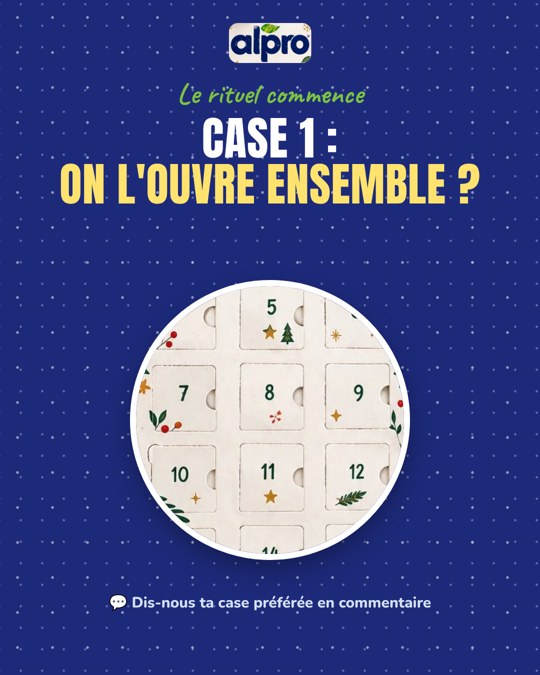 alpro
Le rituel commence
CASE 1 :
ON L'OUVRE ENSEMBLE ?
5
7
8
9
10
11
12
14
💬 Dis-nous ta case préférée en commentaire